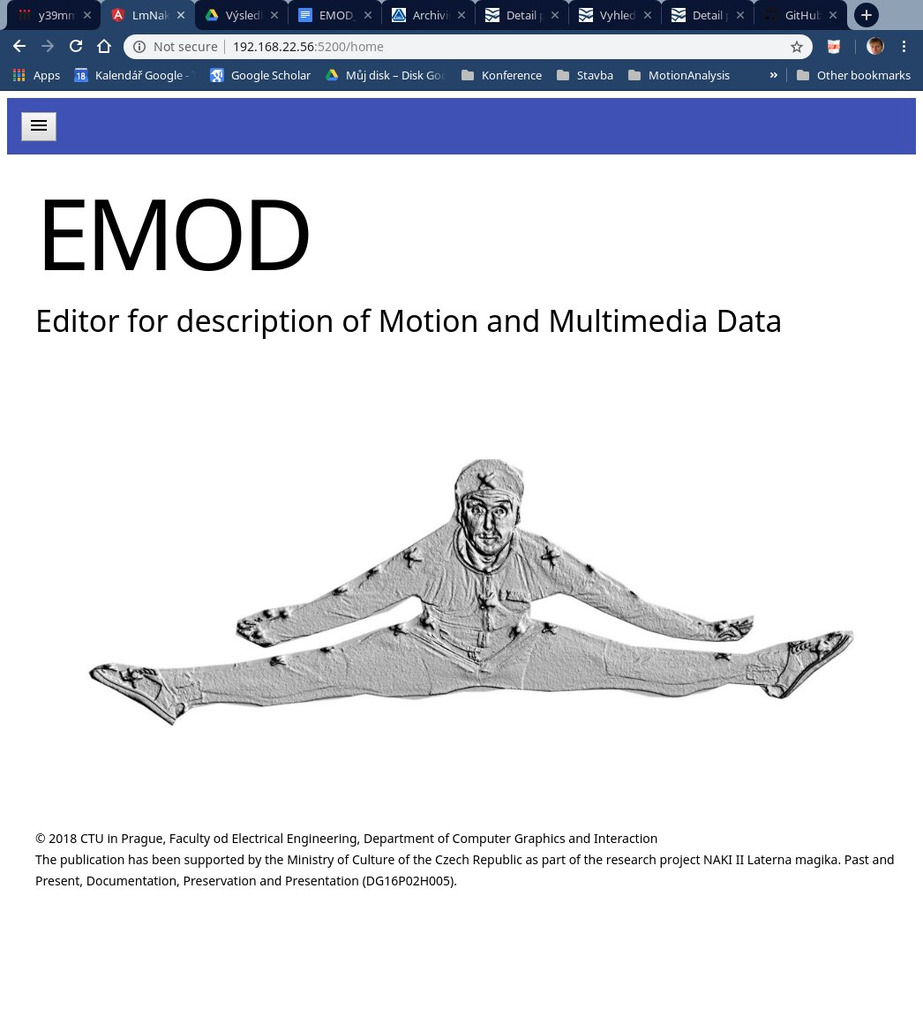 y39mm
LmNak
Výsledi
EMOD_
Archivi
Detail p
Vyhled
Detail p
GitHub
Not secure
192.168.22.56:5200/home
Apps
18
Kalendář Google -
Google Scholar
Můj disk – Disk Goo
Konference
Stavba
MotionAnalysis
»
Other bookmarks
EMOD
Editor for description of Motion and Multimedia Data
© 2018 CTU in Prague, Faculty od Electrical Engineering, Department of Computer Graphics and Interaction
The publication has been supported by the Ministry of Culture of the Czech Republic as part of the research project NAKI II Laterna magika. Past and
Present, Documentation, Preservation and Presentation (DG16P02H005).